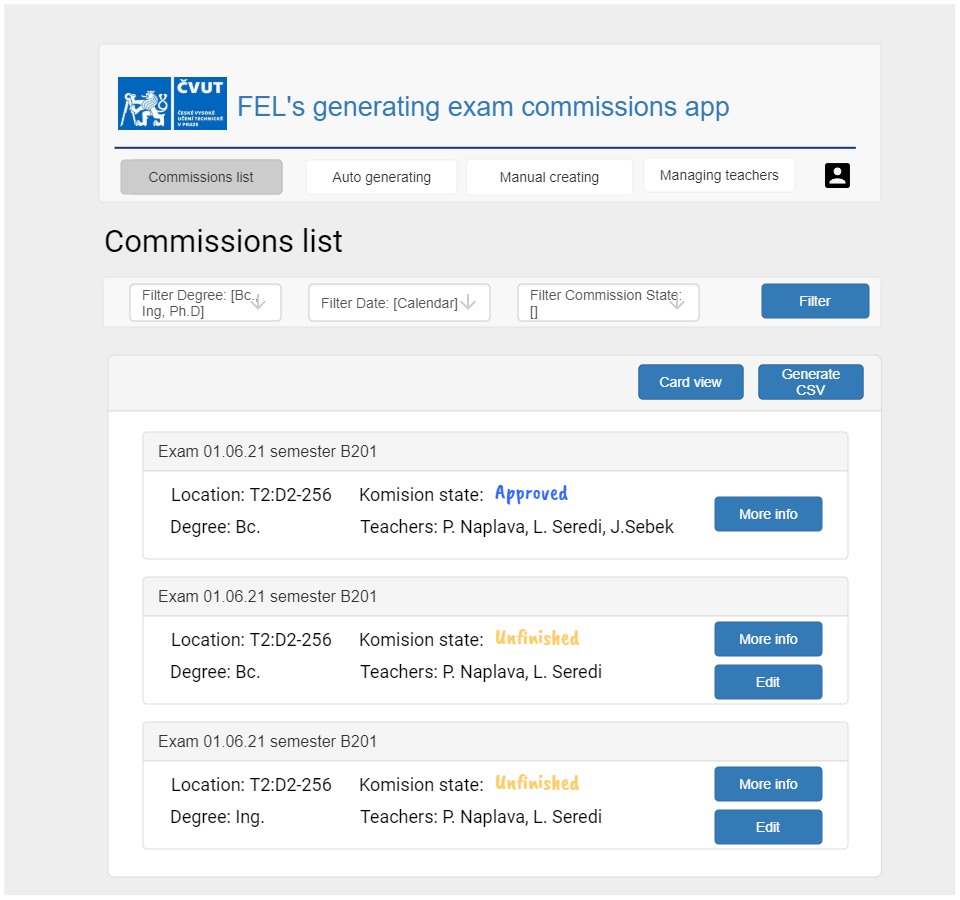 ČVUT
ČESKÉ VYSOKÉ
UČENÍ TECHNICKÉ
V PRAZE
FEL's generating exam commissions app
Commissions list
Auto generating
Manual creating
Managing teachers
Commissions list
Filter Degree: [Bc.,
Ing, Ph.D]
Filter Date: [Calendar]
Filter Commission State:
[]
Filter
Card view
Generate
CSV
Exam 01.06.21 semester B201
Location: T2:D2-256
Komision state: Approved
Degree: Bc.
Teachers: P. Naplava, L. Seredi, J.Sebek
More info
Exam 01.06.21 semester B201
Location: T2:D2-256
Komision state: Unfinished
More info
Degree: Bc.
Teachers: P. Naplava, L. Seredi
Edit
Exam 01.06.21 semester B201
Location: T2:D2-256
Komision state: Unfinished
More info
Degree: Ing.
Teachers: P. Naplava, L. Seredi
Edit